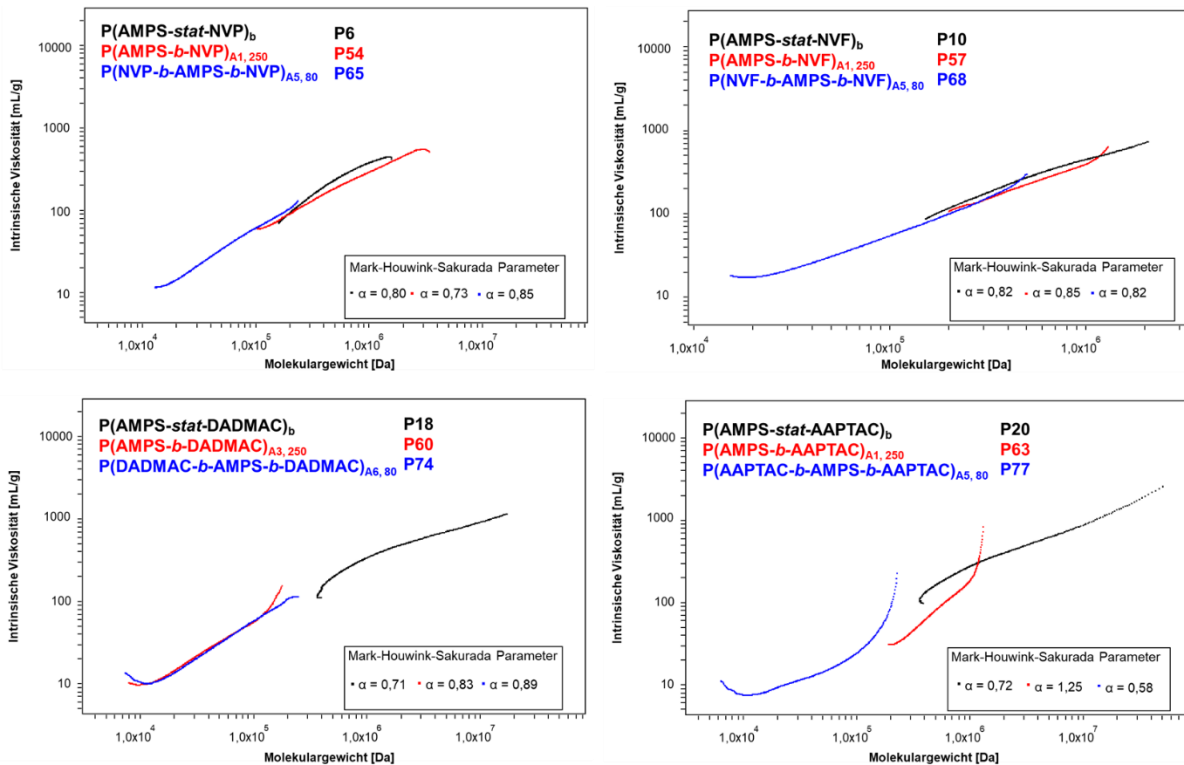 P(AMPS-stat-NVP)b P6
P(AMPS-b-NVP)A1, 250 P54
P(NVP-b-AMPS-b-NVP)A5, 80 P65
Intrinsische Viskosität [mL/g]
10000
1000
100
10
Mark-Houwink-Sakurada Parameter
α = 0,80 α = 0,73 α = 0,85
1,0x10⁴ 1,0x10⁵ 1,0x10⁶ 1,0x10⁷
Molekulargewicht [Da]
P(AMPS-stat-NVF)b P10
P(AMPS-b-NVF)A1, 250 P57
P(NVF-b-AMPS-b-NVF)A5, 80 P68
Intrinsische Viskosität [mL/g]
10000
1000
100
10
Mark-Houwink-Sakurada Parameter
α = 0,82 α = 0,85 α = 0,82
1,0x10⁴ 1,0x10⁵ 1,0x10⁶
Molekulargewicht [Da]
P(AMPS-stat-DADMAC)b P18
P(AMPS-b-DADMAC)A3, 250 P60
P(DADMAC-b-AMPS-b-DADMAC)A6, 80 P74
Intrinsische Viskosität [mL/g]
10000
1000
100
10
Mark-Houwink-Sakurada Parameter
α = 0,71 α = 0,83 α = 0,89
1,0x10⁴ 1,0x10⁵ 1,0x10⁶ 1,0x10⁷
Molekulargewicht [Da]
P(AMPS-stat-AAPTAC)b P20
P(AMPS-b-AAPTAC)A1, 250 P63
P(AAPTAC-b-AMPS-b-AAPTAC)A5, 80 P77
Intrinsische Viskosität [mL/g]
10000
1000
100
10
Mark-Houwink-Sakurada Parameter
α = 0,72 α = 1,25 α = 0,58
1,0x10⁴ 1,0x10⁵ 1,0x10⁶ 1,0x10⁷
Molekulargewicht [Da]